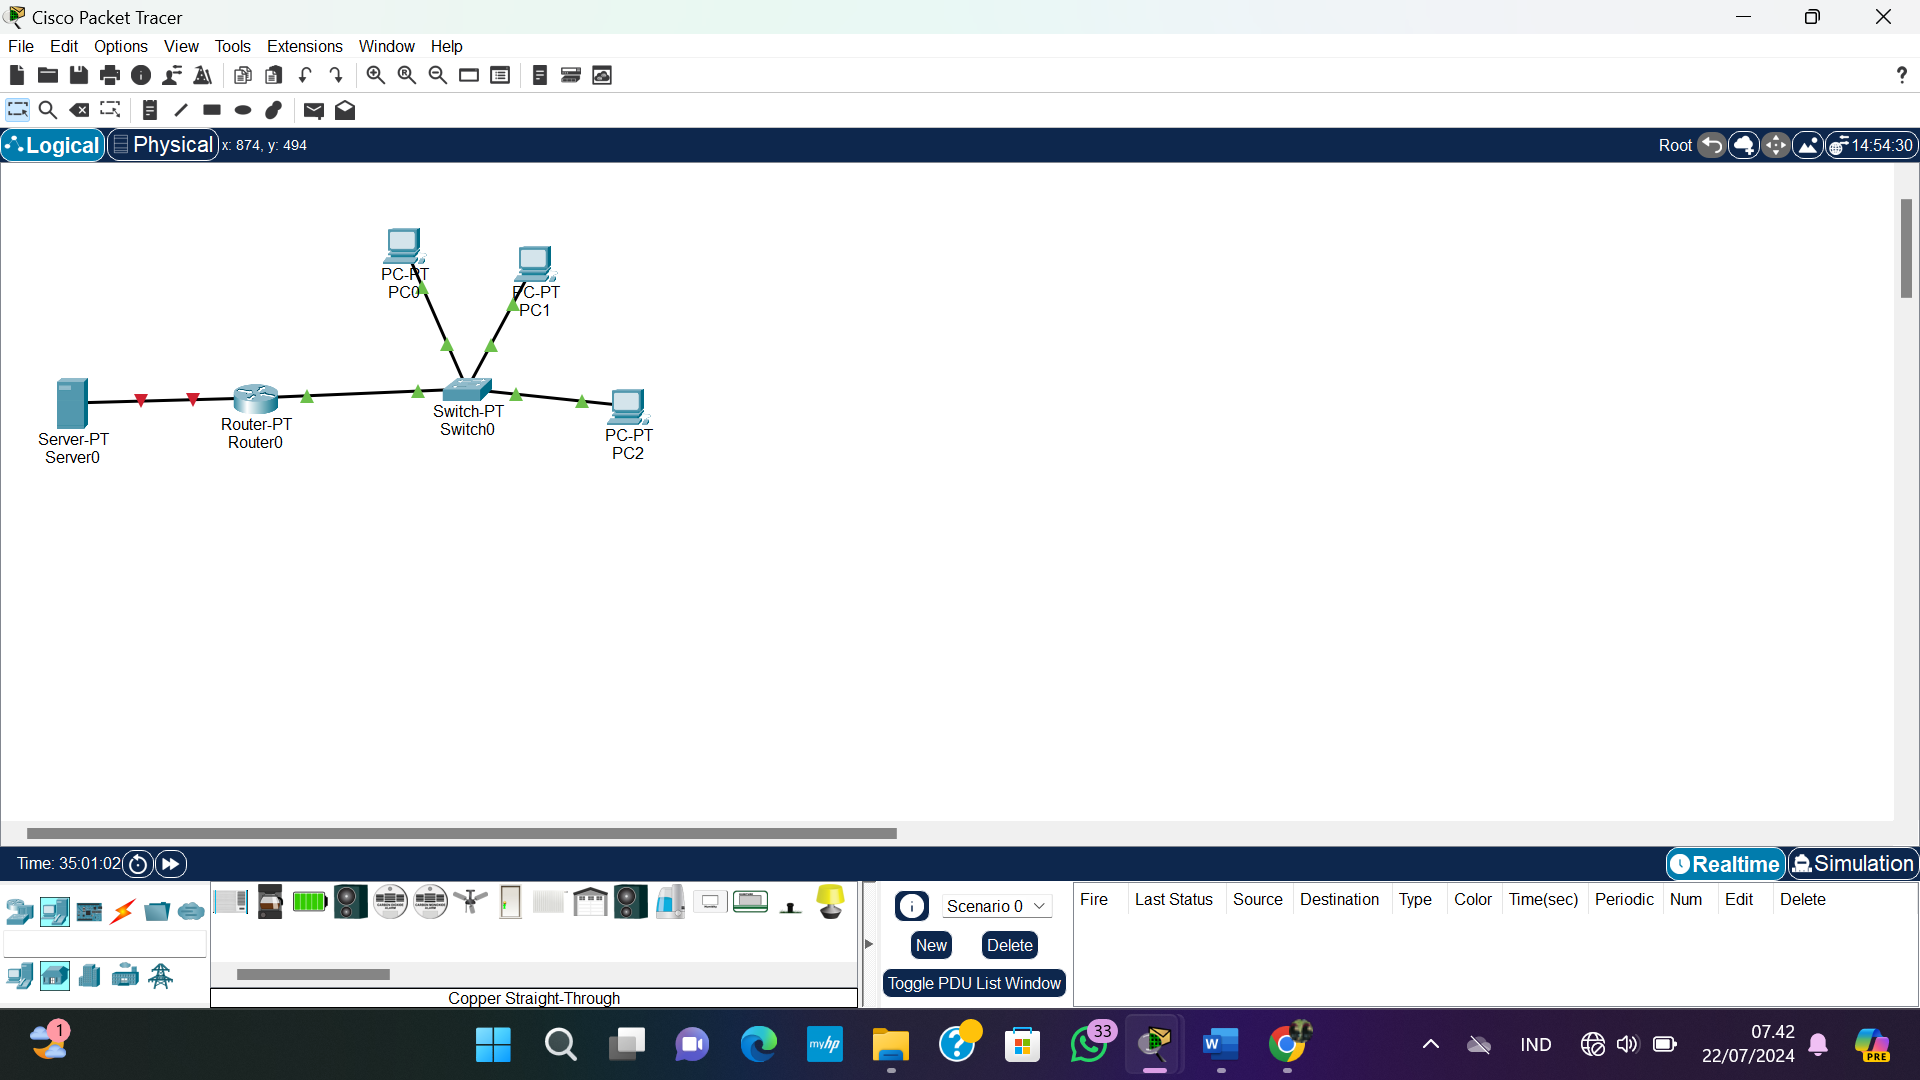 Cisco Packet Tracer
File Edit Options View Tools Extensions Window Help
?
Logical Physical x: 874, y: 494 Root 14:54:30
PC-PT
PC0
PC-PT
PC1
Server-PT
Server0
Router-PT
Router0
Switch-PT
Switch0
PC-PT
PC2
Time: 35:01:02 Realtime Simulation
Scenario 0
New Delete
Toggle PDU List Window
Fire Last Status Source Destination Type Color Time(sec) Periodic Num Edit Delete
Copper Straight-Through
1
myhp
?
33
W
IND
07.42
22/07/2024
PRE